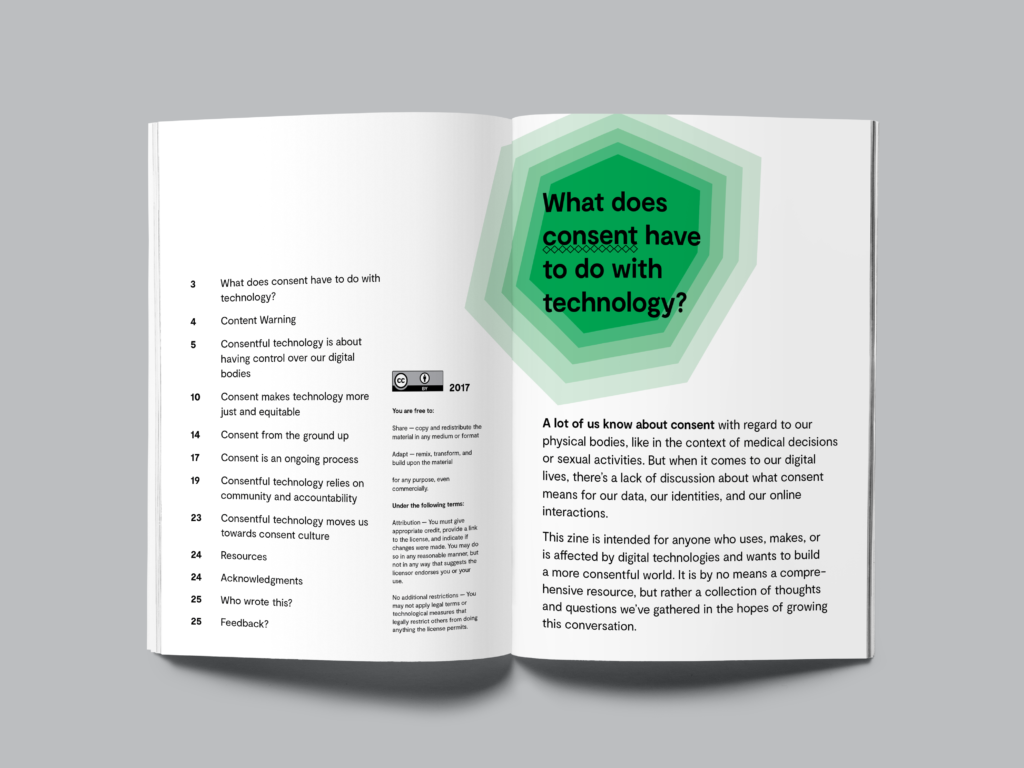 3 What does consent have to do with
technology?
4 Content Warning
5 Consentful technology is about
having control over our digital
bodies
10 Consent makes technology more
just and equitable
14 Consent from the ground up
17 Consent is an ongoing process
19 Consentful technology relies on
community and accountability
23 Consentful technology moves us
towards consent culture
24 Resources
24 Acknowledgments
25 Who wrote this?
25 Feedback?
cc BY 2017
You are free to:
Share — copy and redistribute the
material in any medium or format
Adapt — remix, transform, and
build upon the material
for any purpose, even
commercially.
Under the following terms:
Attribution — You must give
appropriate credit, provide a link
to the license, and indicate if
changes were made. You may do
so in any reasonable manner, but
not in any way that suggests the
licensor endorses you or your
use.
No additional restrictions — You
may not apply legal terms or
technological measures that
legally restrict others from doing
anything the license permits.
What does
consent have
to do with
technology?
A lot of us know about consent with regard to our
physical bodies, like in the context of medical decisions
or sexual activities. But when it comes to our digital
lives, there's a lack of discussion about what consent
means for our data, our identities, and our online
interactions.
This zine is intended for anyone who uses, makes, or
is affected by digital technologies and wants to build
a more consentful world. It is by no means a compre-
hensive resource, but rather a collection of thoughts
and questions we've gathered in the hopes of growing
this conversation.